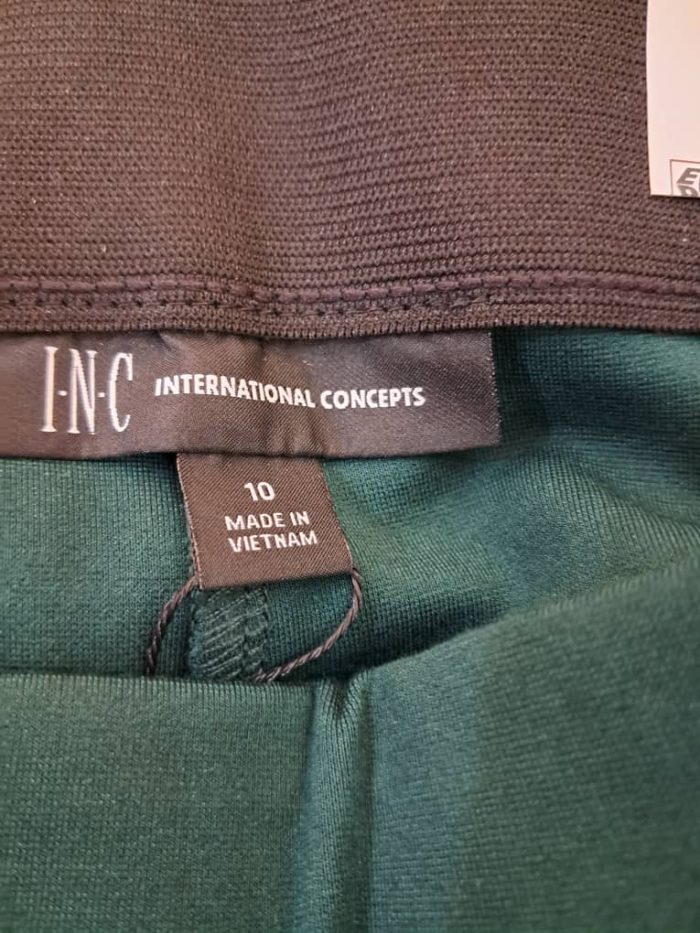 I·N·C INTERNATIONAL CONCEPTS
10
MADE IN
VIETNAM